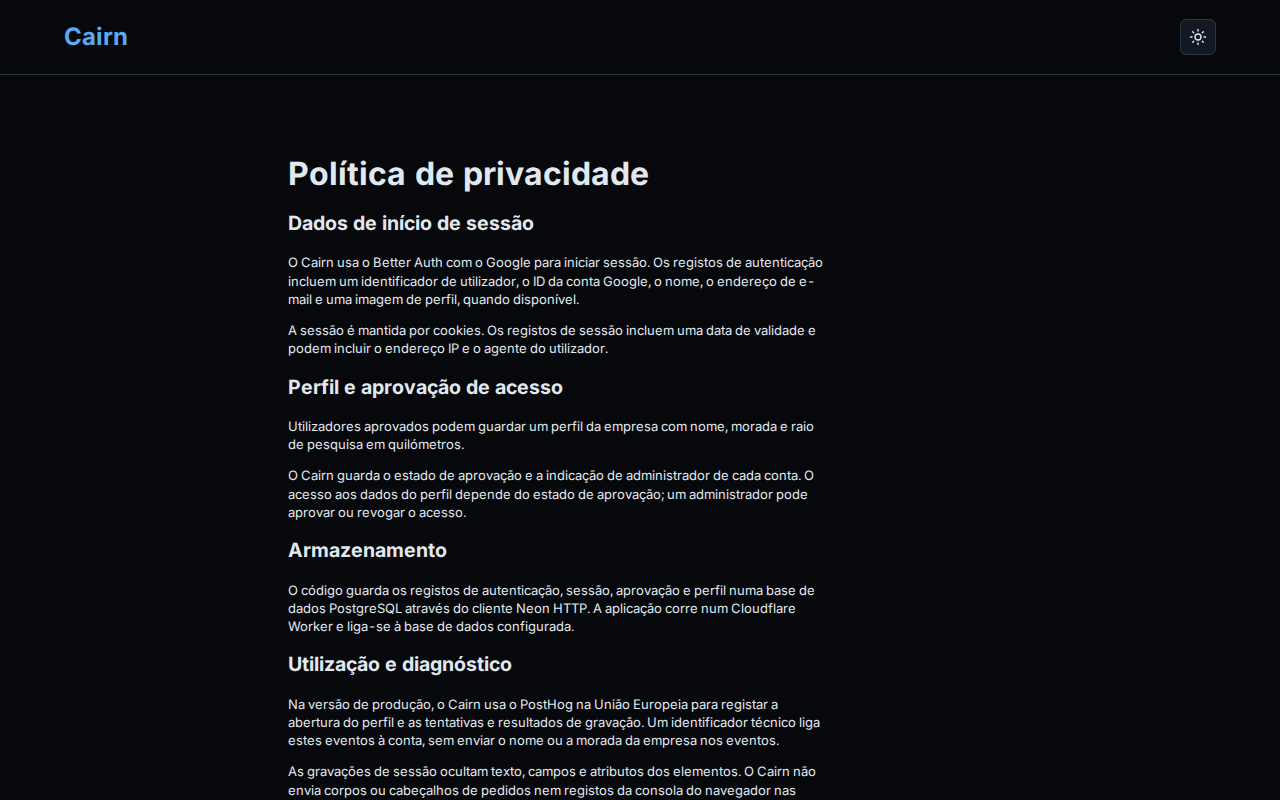 Cairn
Política de privacidade
Dados de início de sessão
O Cairn usa o Better Auth com o Google para iniciar sessão. Os registos de autenticação
incluem um identificador de utilizador, o ID da conta Google, o nome, o endereço de e-
mail e uma imagem de perfil, quando disponível.
A sessão é mantida por cookies. Os registos de sessão incluem uma data de validade e
podem incluir o endereço IP e o agente do utilizador.
Perfil e aprovação de acesso
Utilizadores aprovados podem guardar um perfil da empresa com nome, morada e raio
de pesquisa em quilómetros.
O Cairn guarda o estado de aprovação e a indicação de administrador de cada conta. O
acesso aos dados do perfil depende do estado de aprovação; um administrador pode
aprovar ou revogar o acesso.
Armazenamento
O código guarda os registos de autenticação, sessão, aprovação e perfil numa base de
dados PostgreSQL através do cliente Neon HTTP. A aplicação corre num Cloudflare
Worker e liga-se à base de dados configurada.
Utilização e diagnóstico
Na versão de produção, o Cairn usa o PostHog na União Europeia para registar a
abertura do perfil e as tentativas e resultados de gravação. Um identificador técnico liga
estes eventos à conta, sem enviar o nome ou a morada da empresa nos eventos.
As gravações de sessão ocultam texto, campos e atributos dos elementos. O Cairn não
envia corpos ou cabeçalhos de pedidos nem registos da consola do navegador nas